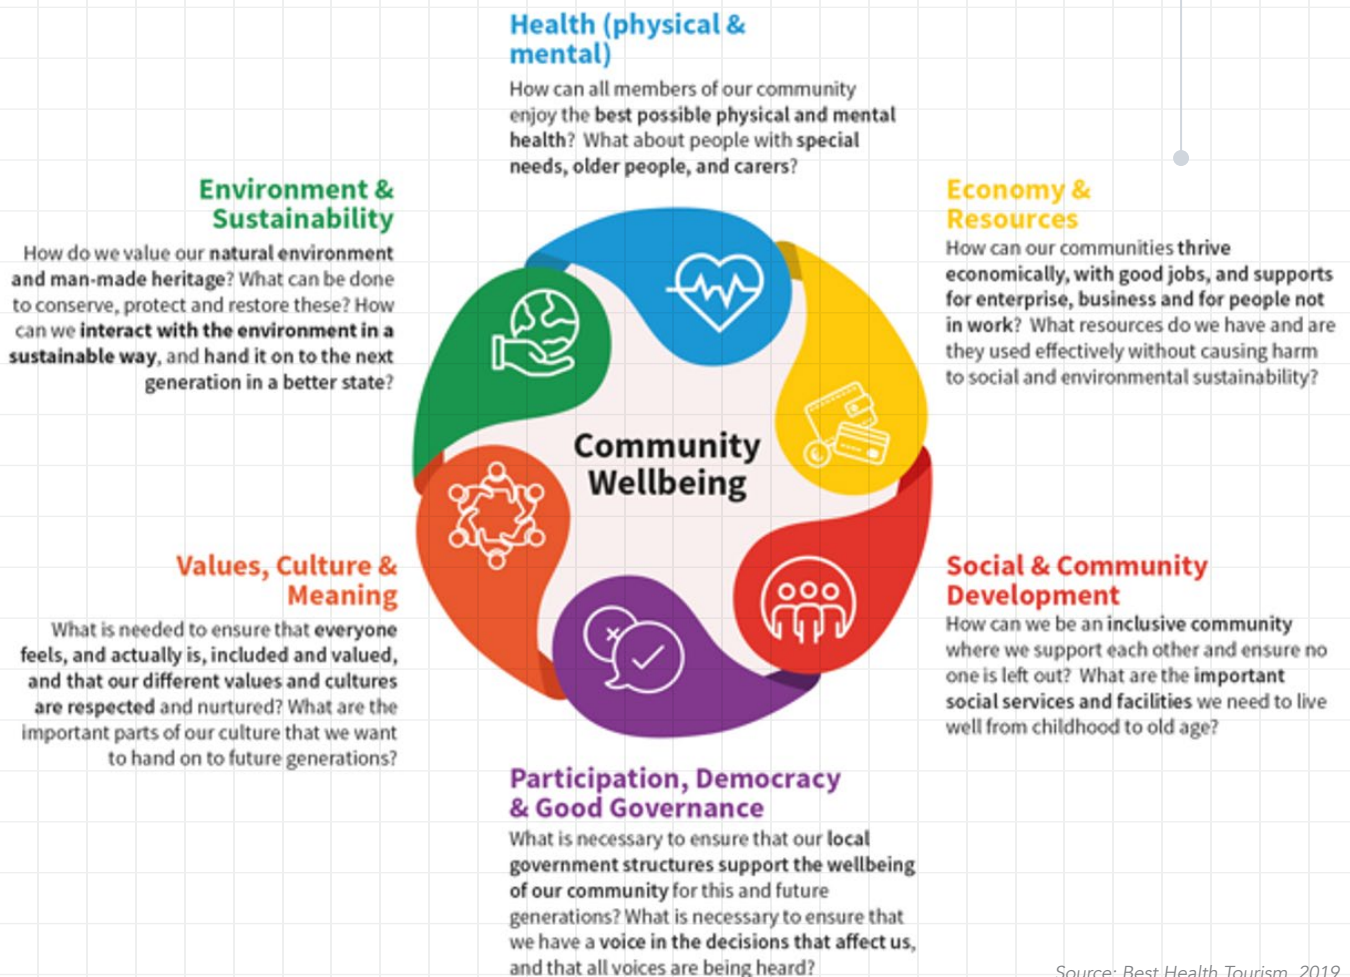 Health (physical &
mental)
How can all members of our community
enjoy the best possible physical and mental
health? What about people with special
needs, older people, and carers?
Environment &
Sustainability
How do we value our natural environment
and man-made heritage? What can be done
to conserve, protect and restore these? How
can we interact with the environment in a
sustainable way, and hand it on to the next
generation in a better state?
Economy &
Resources
How can our communities thrive
economically, with good jobs, and supports
for enterprise, business and for people not
in work? What resources do we have and are
they used effectively without causing harm
to social and environmental sustainability?
Community
Wellbeing
Values, Culture &
Meaning
What is needed to ensure that everyone
feels, and actually is, included and valued,
and that our different values and cultures
are respected and nurtured? What are the
important parts of our culture that we want
to hand on to future generations?
Social & Community
Development
How can we be an inclusive community
where we support each other and ensure no
one is left out? What are the important
social services and facilities we need to live
well from childhood to old age?
Participation, Democracy
& Good Governance
What is necessary to ensure that our local
government structures support the wellbeing
of our community for this and future
generations? What is necessary to ensure that
we have a voice in the decisions that affect us,
and that all voices are being heard?
Source: Best Health Tourism, 2019